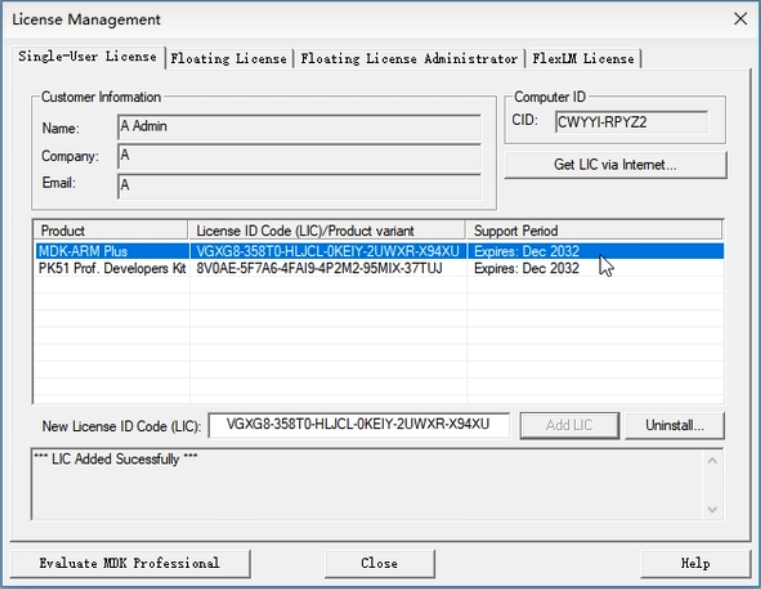 License Management
Single-User License Floating License Floating License Administrator FlexLM License
Customer Information
Name: A Admin
Company: A
Email: A
Computer ID
CID: CWYYI-RPYZ2
Get LIC via Internet...
Product License ID Code (LIC)/Product variant Support Period
MDK-ARM Plus VGXG8-358T0-HLJCL-0KEIY-2UWXR-X94XU Expires: Dec 2032
PK51 Prof. Developers Kit 8V0AE-5F7A6-4FAI9-4P2M2-95MIX-37TUJ Expires: Dec 2032
New License ID Code (LIC): VGXG8-358T0-HLJCL-0KEIY-2UWXR-X94XU Add LIC Uninstall...
*** LIC Added Sucessfully ***
Evaluate MDK Professional Close Help